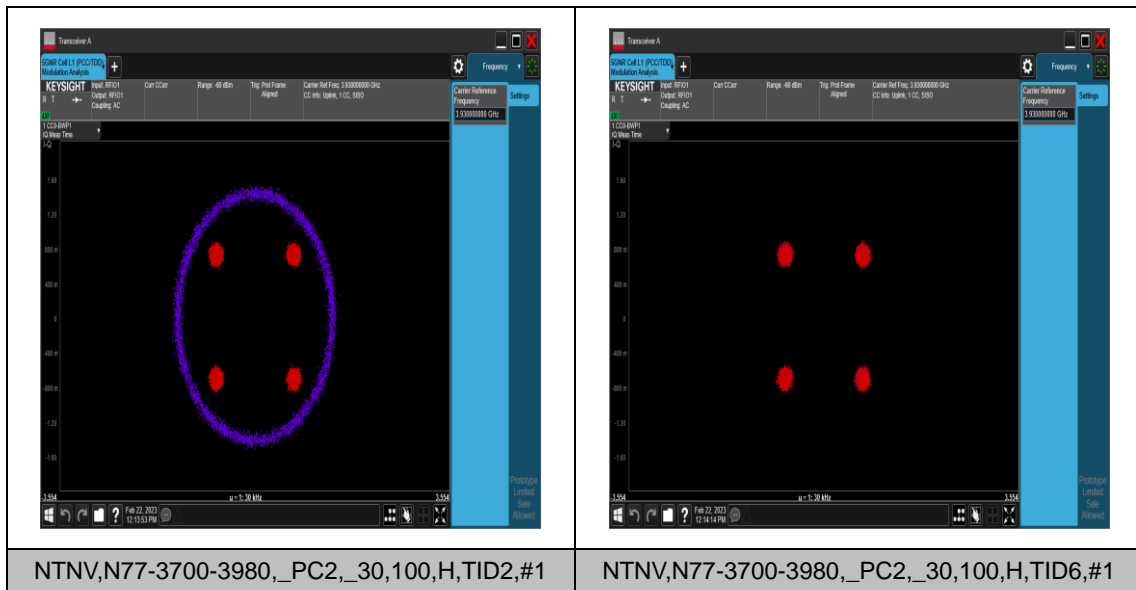 Transceiver A
5GNR Cell L1 (PCC/TDD)
Modulation Analysis
+
Frequency
KEYSIGHT
R T
Input: RFIO1
Output: RFIO1
Coupling: AC
Corr CCorr
Range: -60 dBm
Trig: Prot Frame
Aligned
Carrier Ref Freq: 3.930000000 GHz
CC Info: Uplink, 1 CC, SISO
Carrier Reference
Frequency
3.930000000 GHz
Settings
1 CC0-BWP1
IQ Meas Time
I-Q
1.60
1.20
800 m
400 m
0
-400 m
-800 m
-1.20
-1.60
-3.554
µ = 1: 30 kHz
3.554
Feb 22, 2023
12:13:53 PM
Prototype
Limited
Sale
Allowed
NTNV,N77-3700-3980,_PC2,_30,100,H,TID2,#1
Transceiver A
5GNR Cell L1 (PCC/TDD)
Modulation Analysis
+
Frequency
KEYSIGHT
R T
Input: RFIO1
Output: RFIO1
Coupling: AC
Corr CCorr
Range: -60 dBm
Trig: Prot Frame
Aligned
Carrier Ref Freq: 3.930000000 GHz
CC Info: Uplink, 1 CC, SISO
Carrier Reference
Frequency
3.930000000 GHz
Settings
1 CC0-BWP1
IQ Meas Time
I-Q
1.60
1.20
800 m
400 m
0
-400 m
-800 m
-1.20
-1.60
-3.554
µ = 1: 30 kHz
3.554
Feb 22, 2023
12:14:14 PM
Prototype
Limited
Sale
Allowed
NTNV,N77-3700-3980,_PC2,_30,100,H,TID6,#1